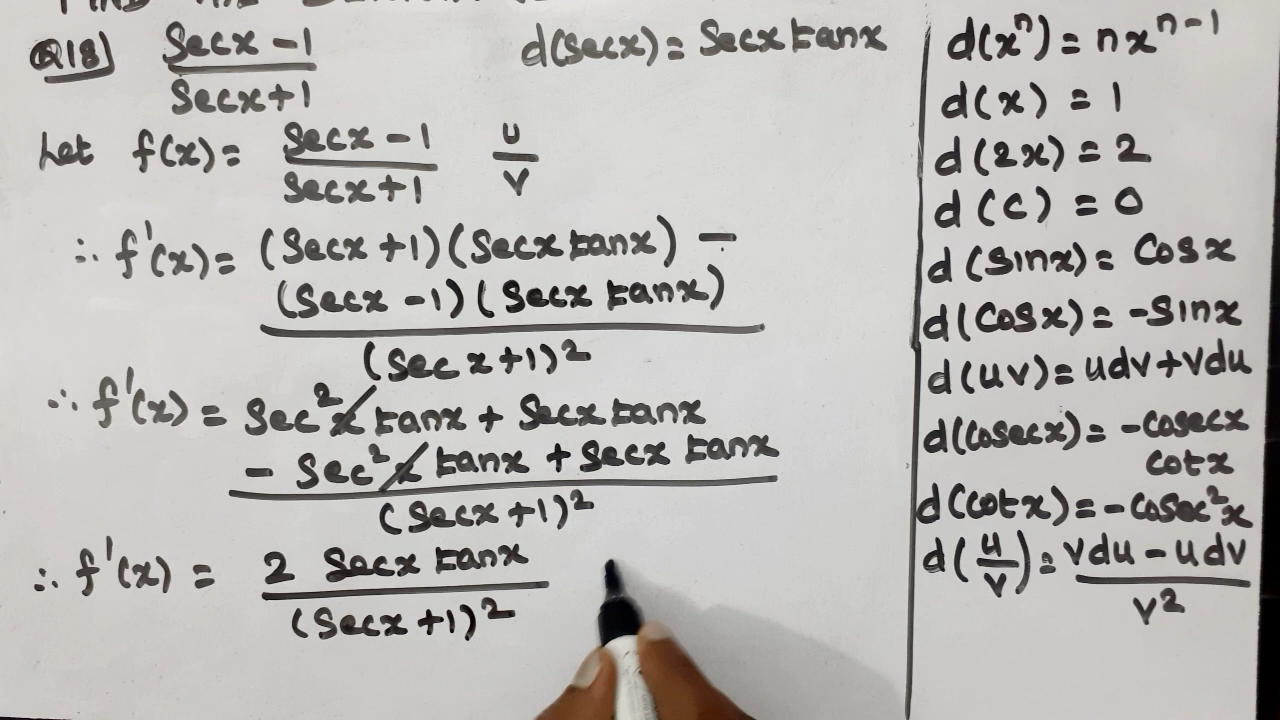 Q18) secx - 1 / secx + 1
d(secx) = secx tanx
Let f(x) = secx - 1 / secx + 1 u / v
∴ f'(x) = (secx + 1)(secx tanx) -
(secx - 1)(secx tanx)
(secx + 1)²
∴ f'(x) = sec²x tanx + secx tanx
- sec²x tanx + secx tanx
(secx + 1)²
∴ f'(x) = 2 secx tanx
(secx + 1)²
d(xⁿ) = nxⁿ⁻¹
d(x) = 1
d(2x) = 2
d(c) = 0
d(sinx) = cosx
d(cosx) = -sinx
d(uv) = udv + vdu
d(cosecx) = -cosecx
cotx
d(cotx) = -cosec²x
d(u/v) = vdu - udv
v²